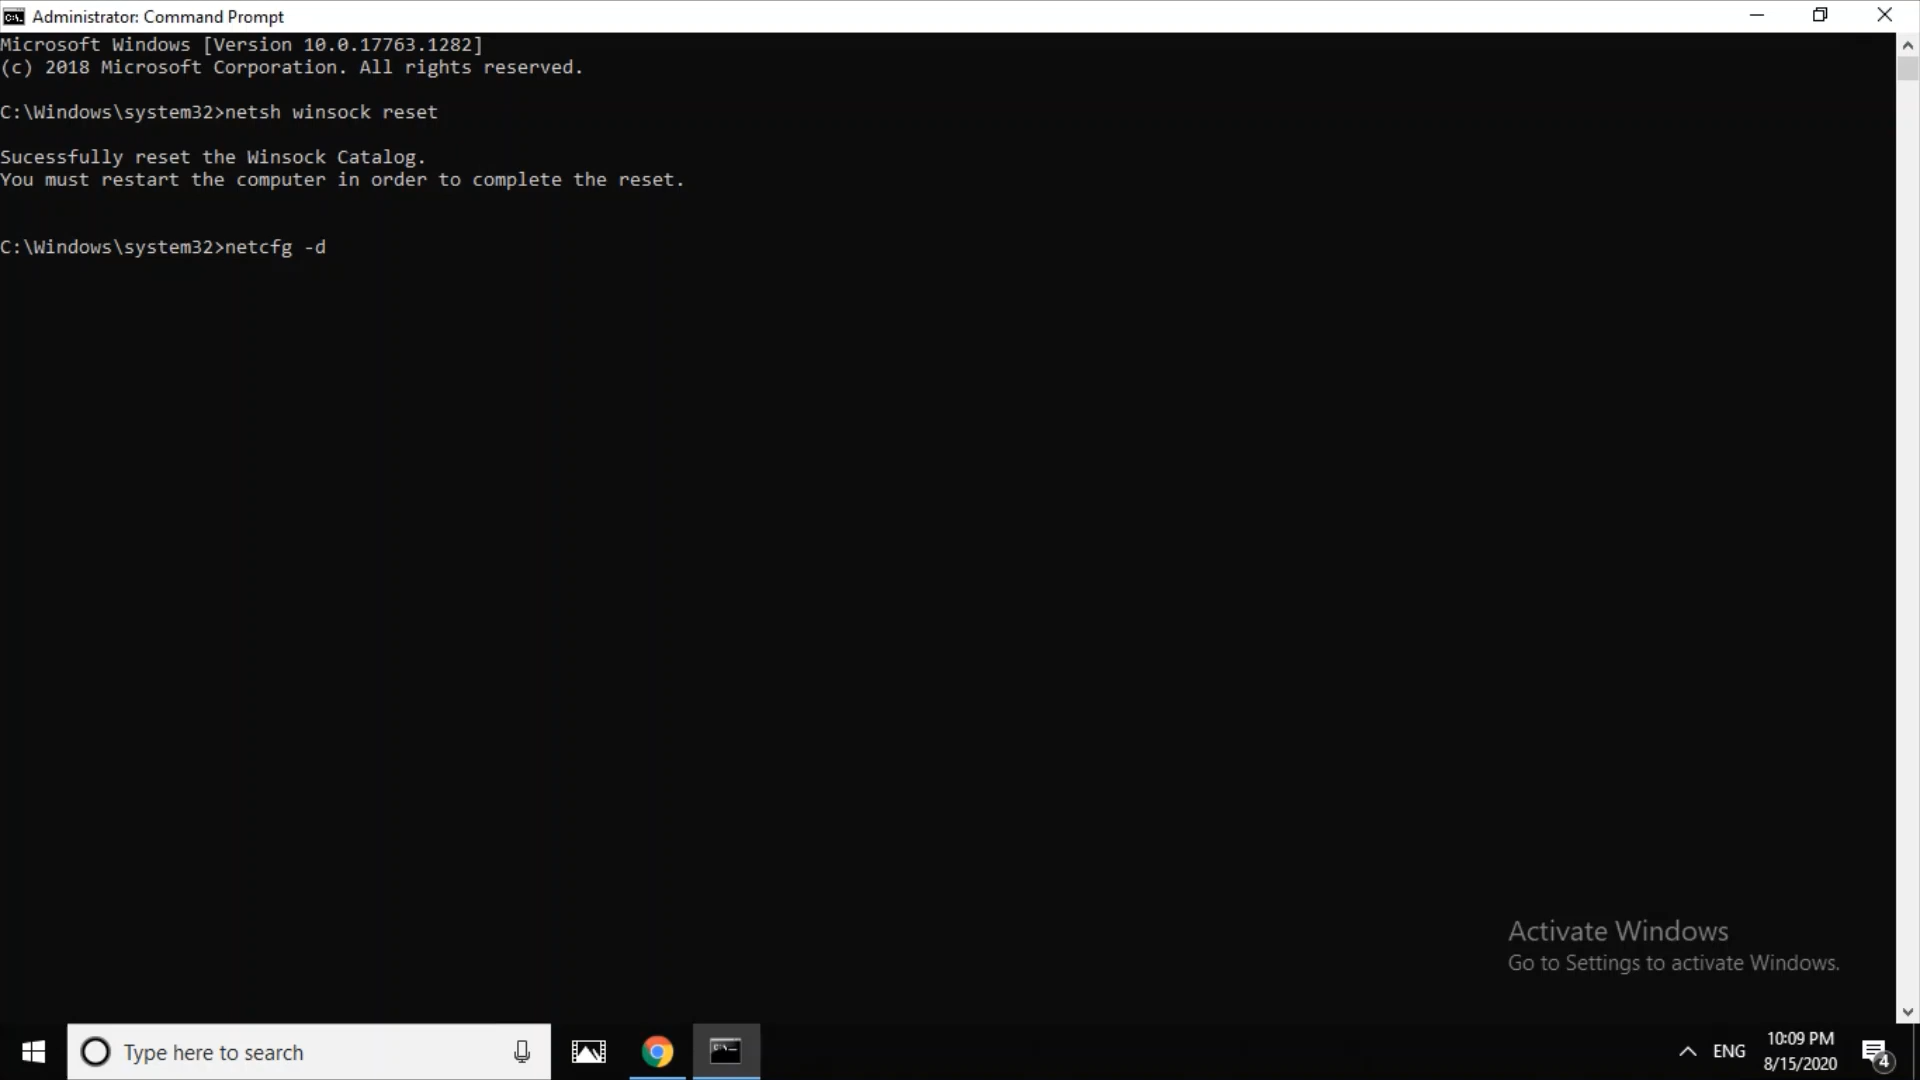 Administrator: Command Prompt
Microsoft Windows [Version 10.0.17763.1282]
(c) 2018 Microsoft Corporation. All rights reserved.
C:\Windows\system32>netsh winsock reset
Sucessfully reset the Winsock Catalog.
You must restart the computer in order to complete the reset.
C:\Windows\system32>netcfg -d
Activate Windows
Go to Settings to activate Windows.
Type here to search
ENG
10:09 PM
8/15/2020
4